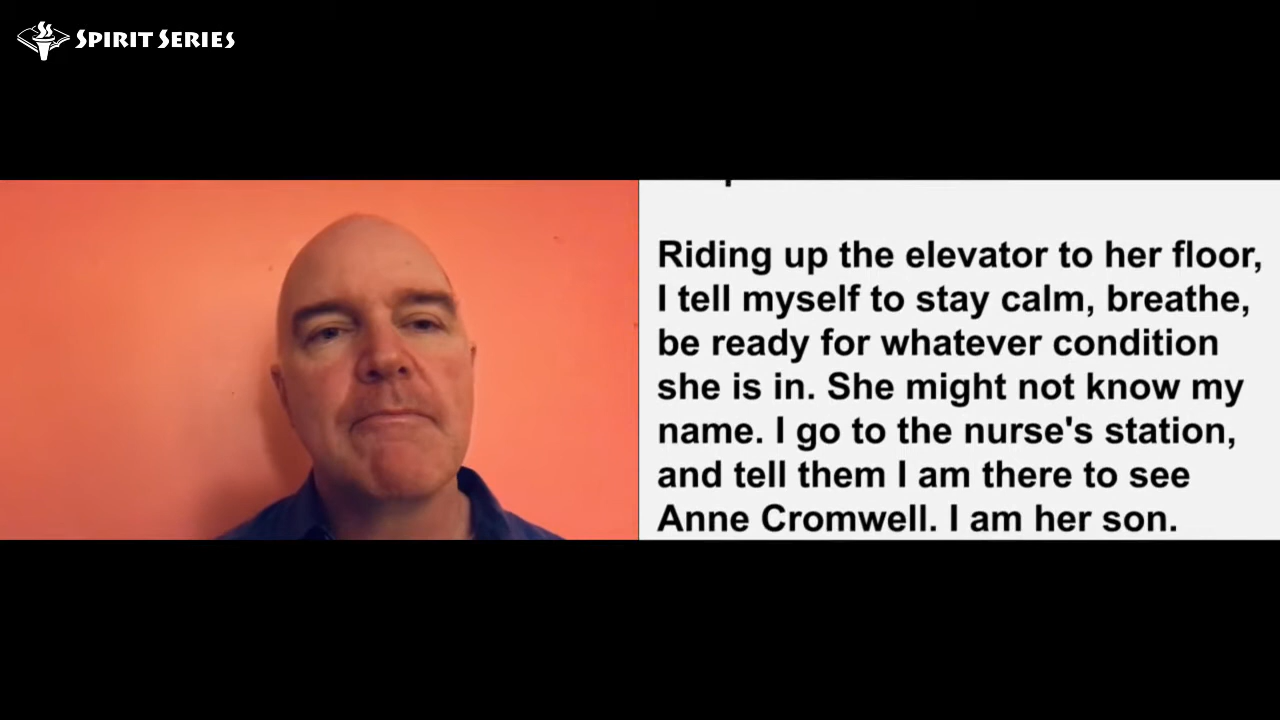 SPIRIT SERIES
Riding up the elevator to her floor,
I tell myself to stay calm, breathe,
be ready for whatever condition
she is in. She might not know my
name. I go to the nurse's station,
and tell them I am there to see
Anne Cromwell. I am her son.